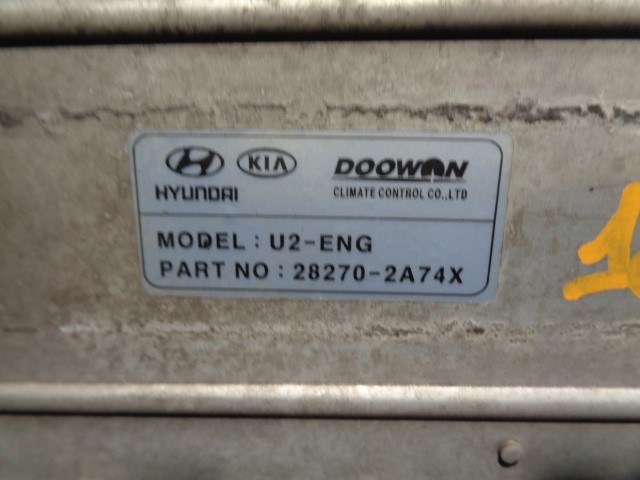 KIA DOOWON
HYUNDAI CLIMATE CONTROL CO.,LTD
MODEL : U2-ENG
PART NO : 28270-2A74X